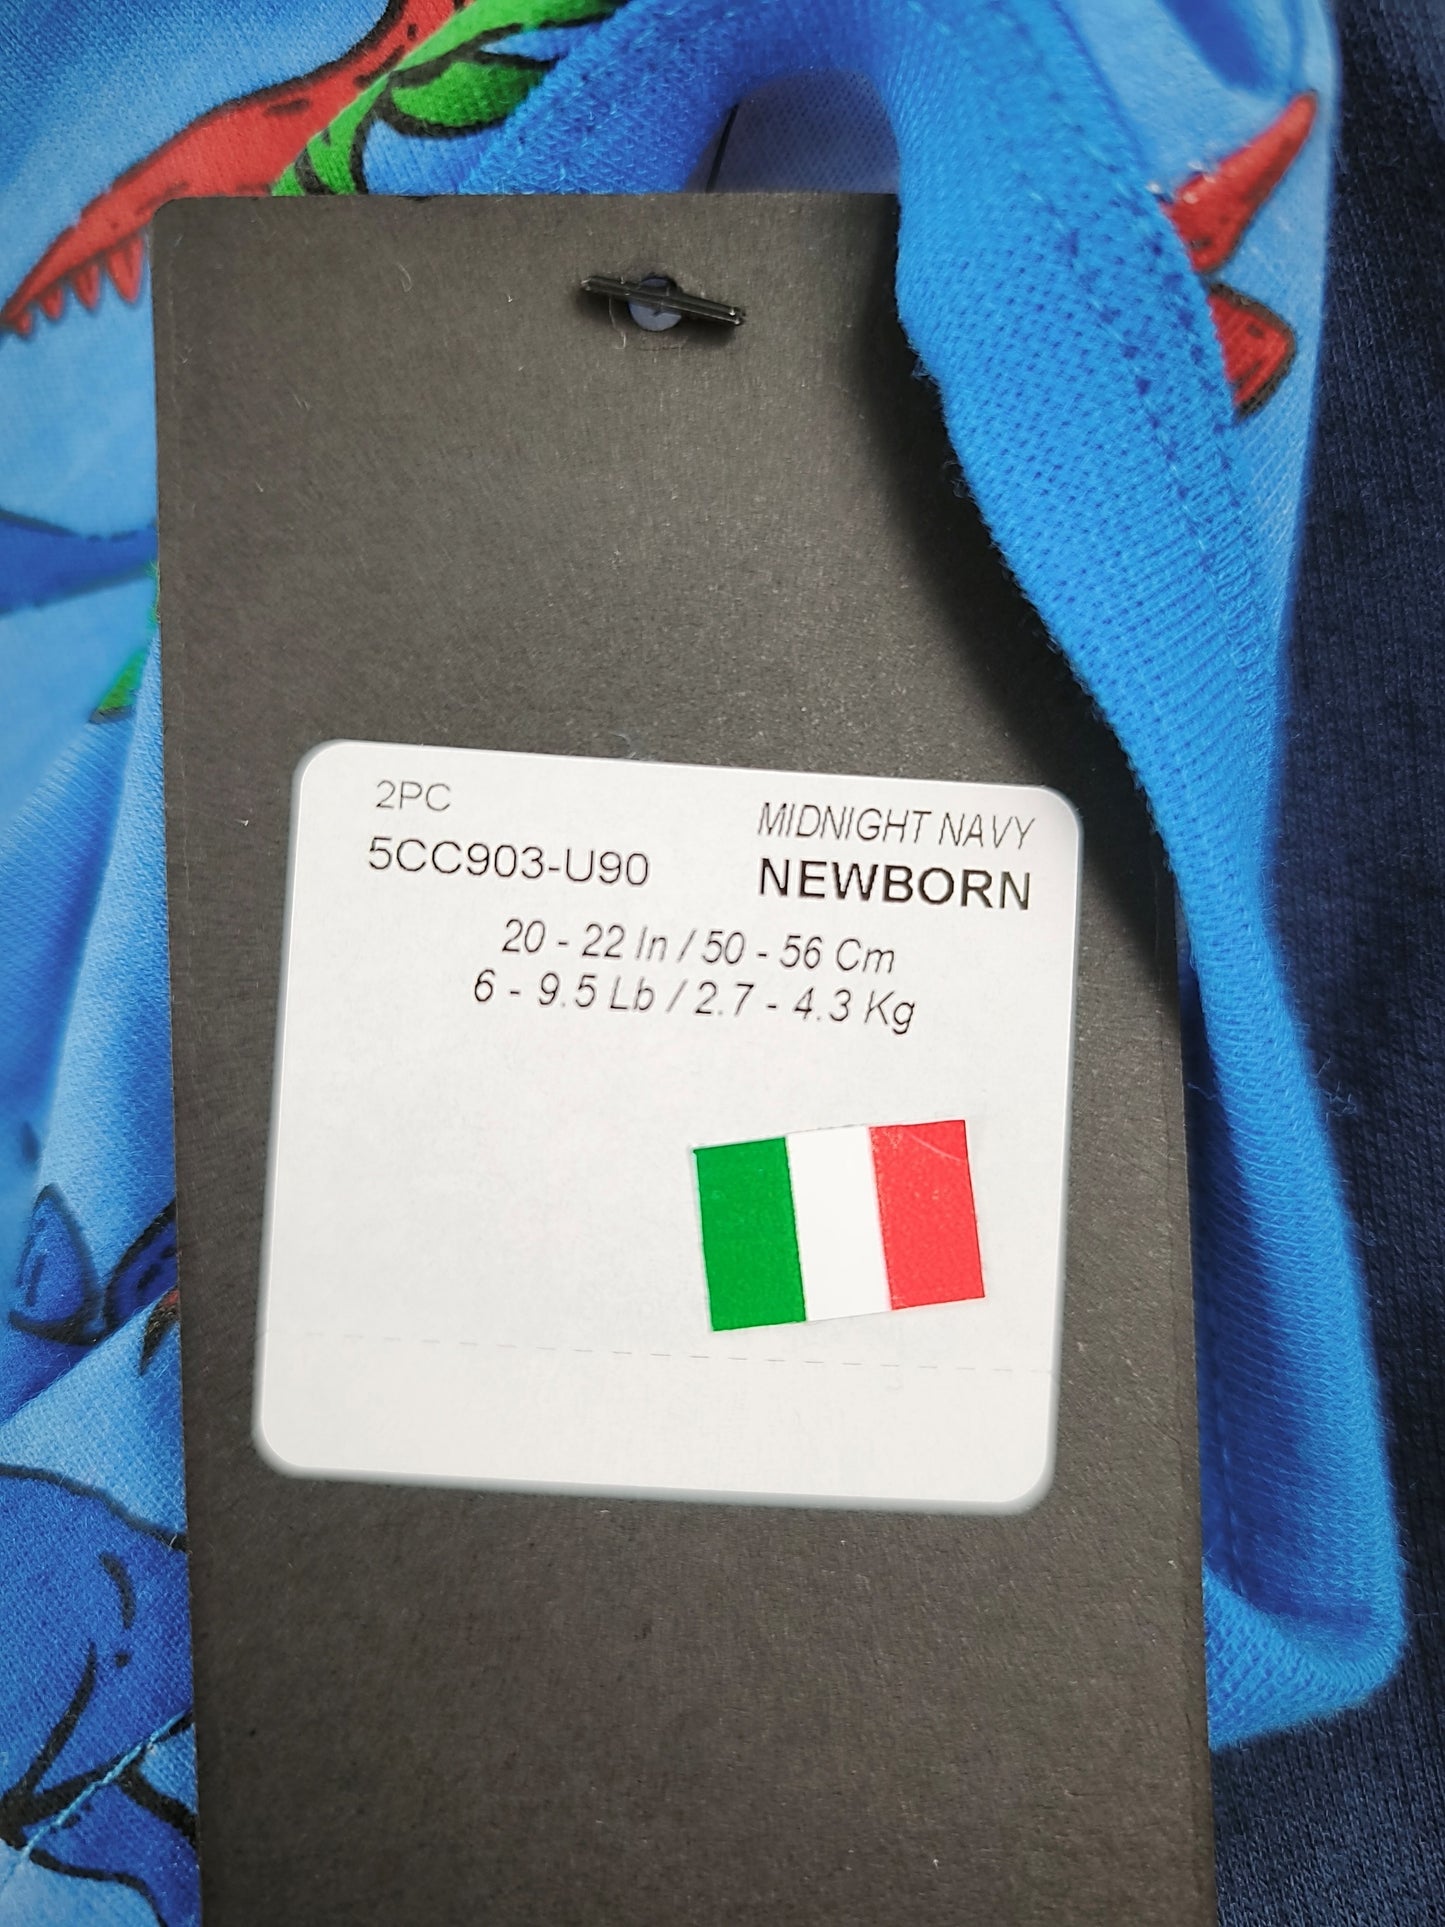 2PC
MIDNIGHT NAVY
5CC903-U90
NEWBORN
20 - 22 In / 50 - 56 Cm
6 - 9.5 Lb / 2.7 - 4.3 Kg